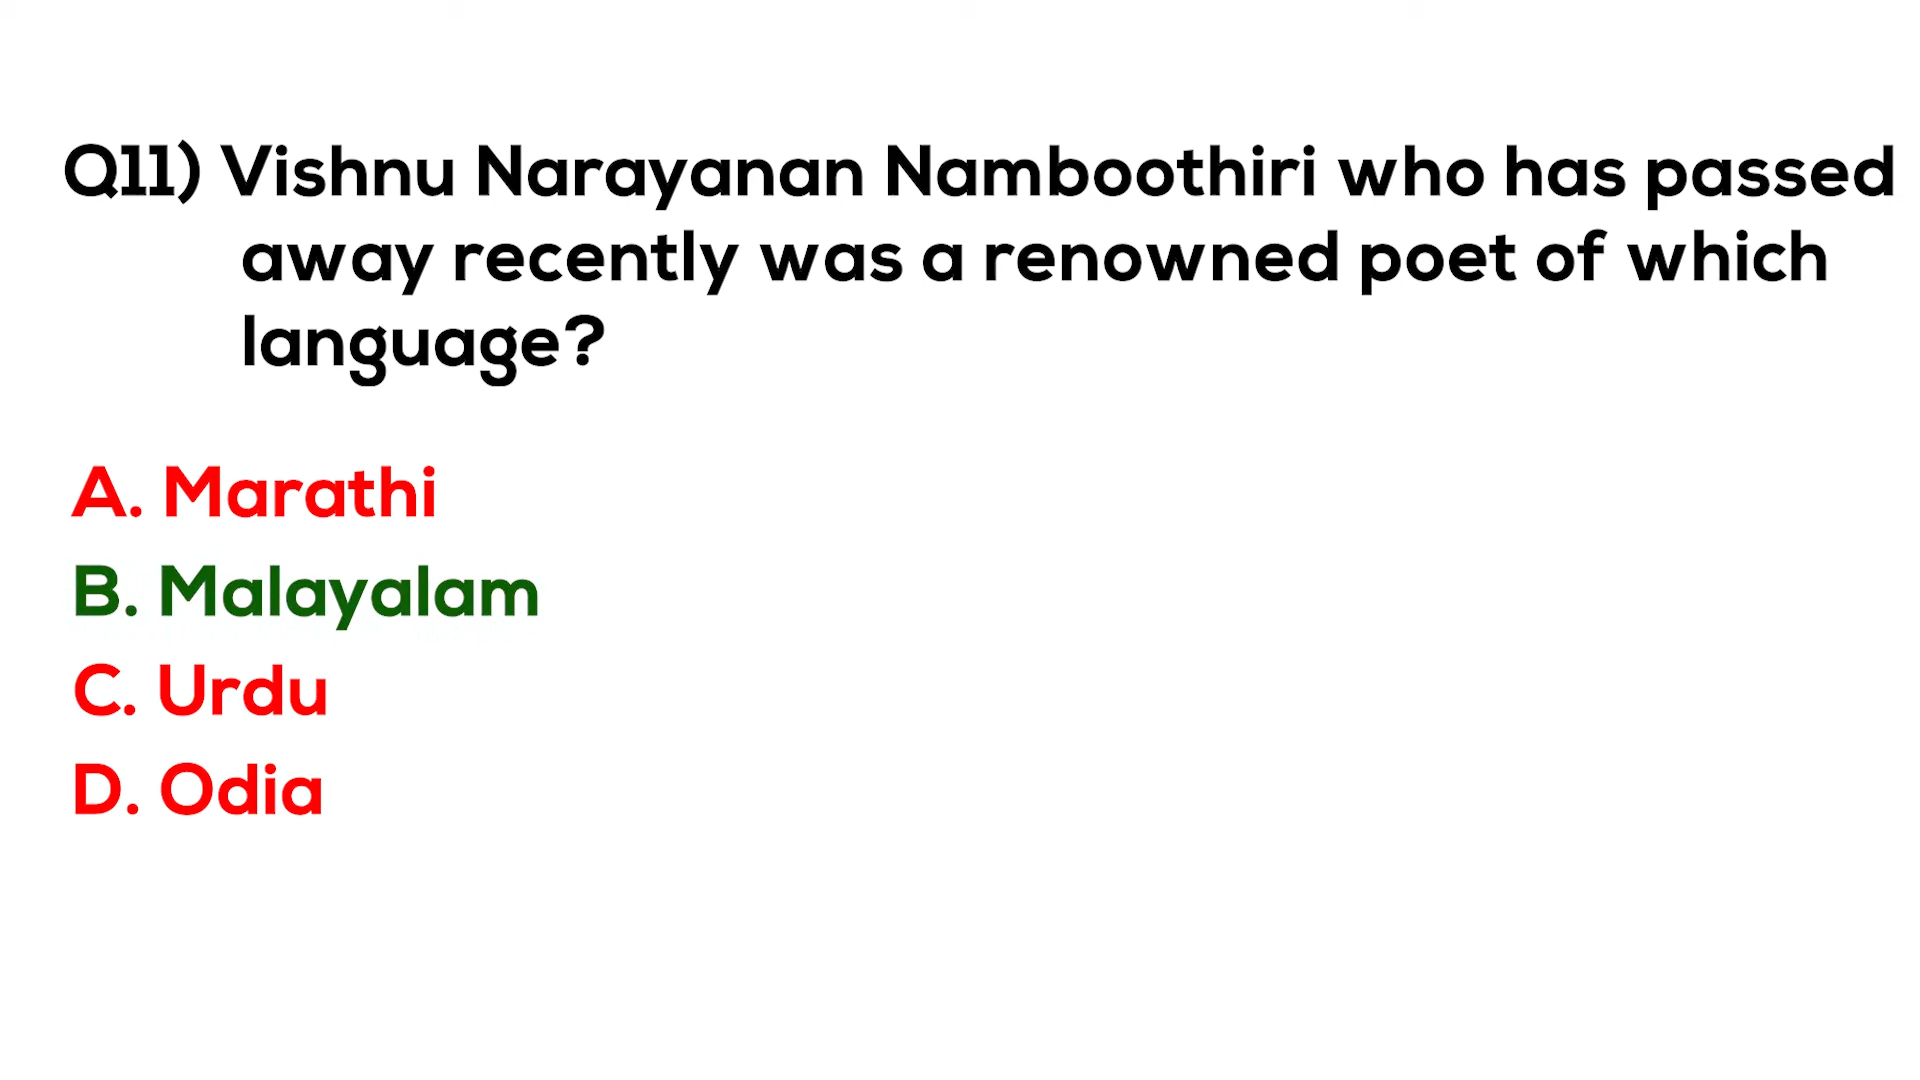 Q11) Vishnu Narayanan Namboothiri who has passed
away recently was a renowned poet of which
language?
A. Marathi
B. Malayalam
C. Urdu
D. Odia